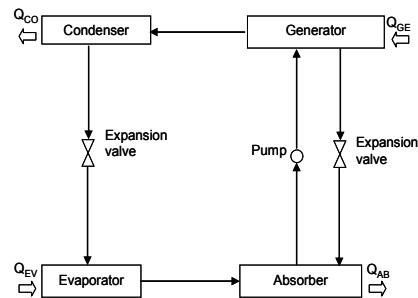 Q_CO
Condenser
Generator
Q_GE
Expansion
valve
Pump
Expansion
valve
Q_EV
Evaporator
Absorber
Q_AB